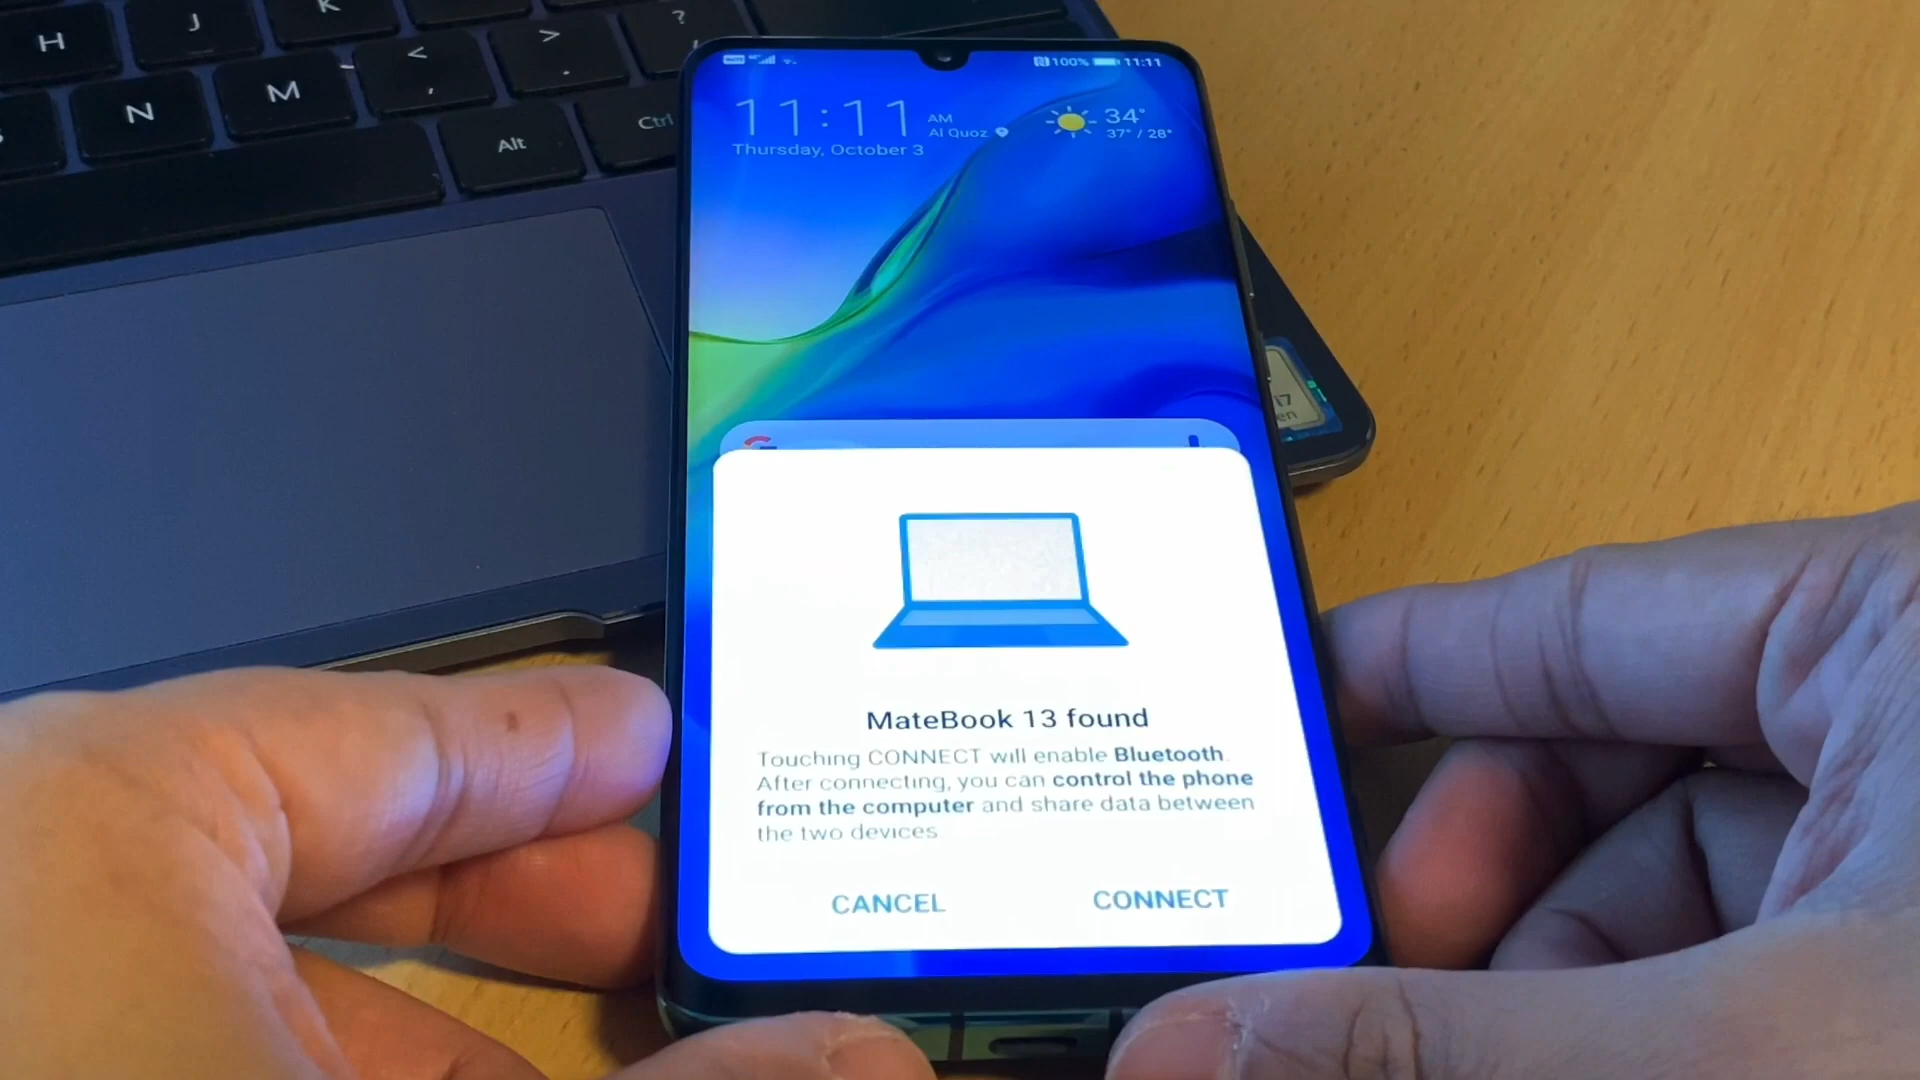 H
J
K
<
,
>
.
?
/
N
M
Alt
Ctrl
100% 11:11
11:11 AM
Al Quoz
Thursday, October 3
34°
37° / 28°
i7
MateBook 13 found
Touching CONNECT will enable Bluetooth.
After connecting, you can control the phone
from the computer and share data between
the two devices
CANCEL CONNECT